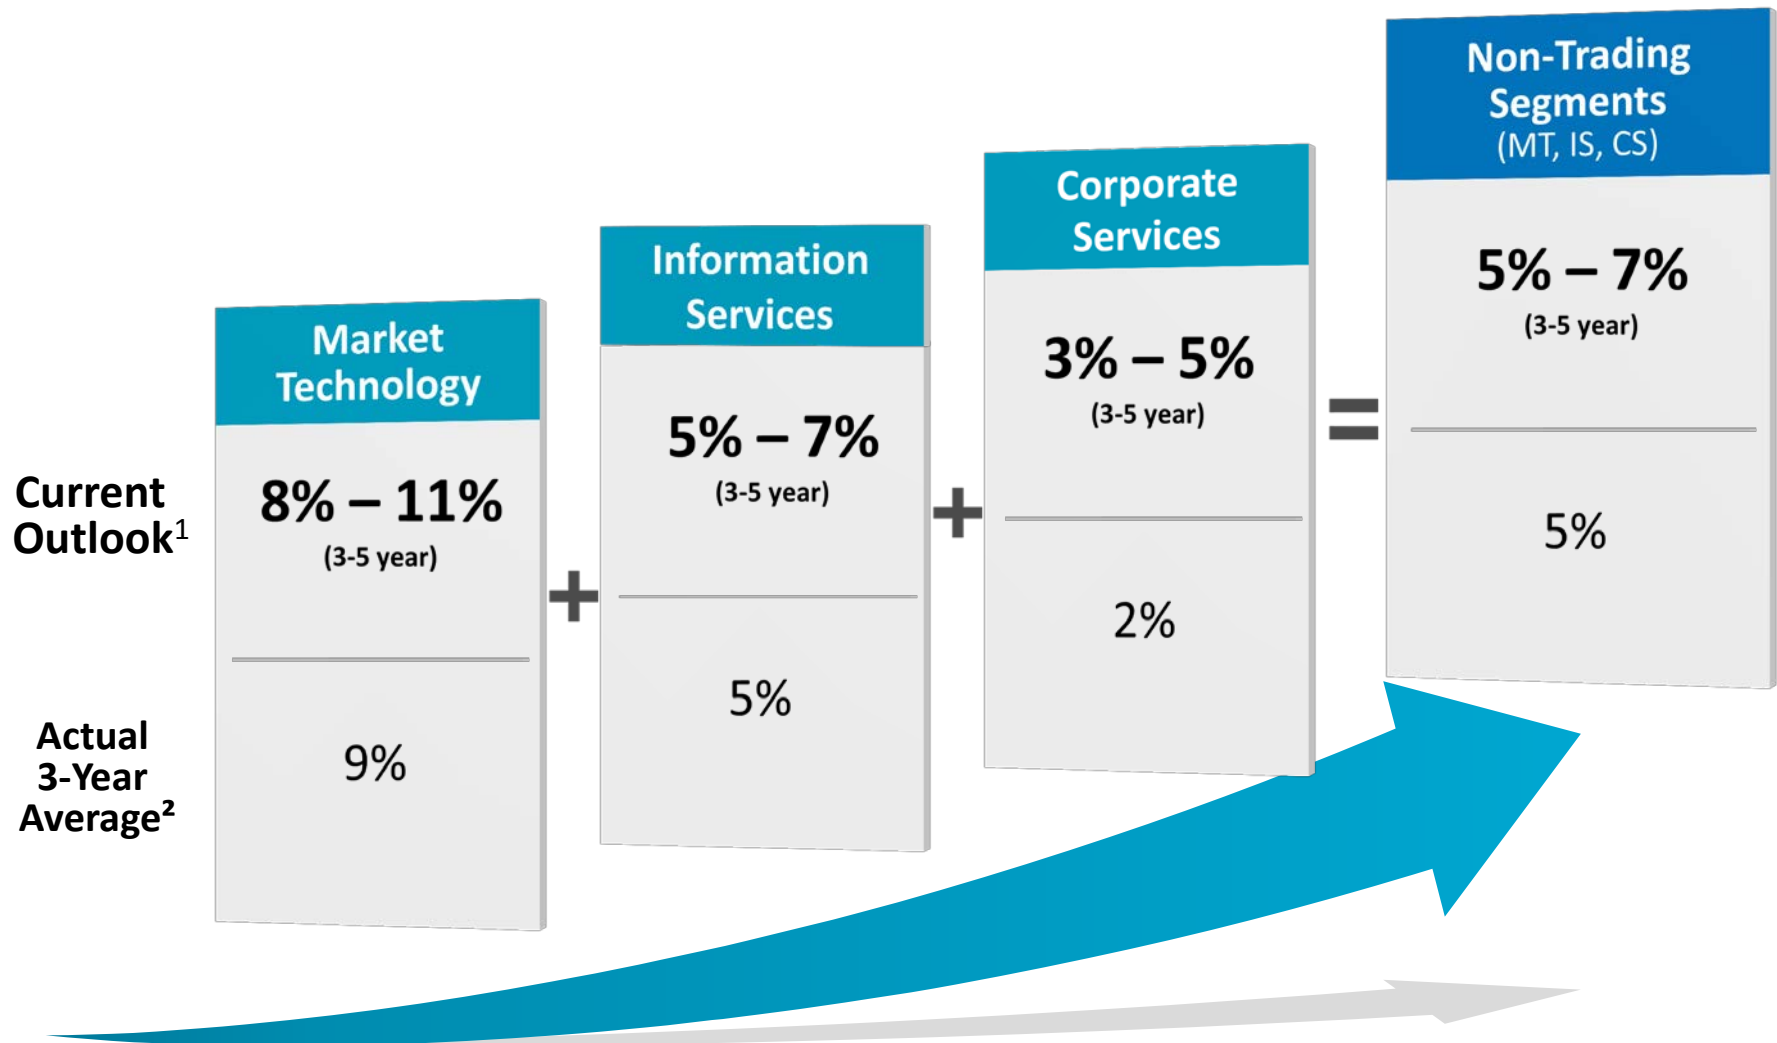 Non-Trading
Segments
(MT, IS, CS)
5% – 7%
(3-5 year)
5%
Corporate
Services
3% – 5%
(3-5 year)
2%
Information
Services
5% – 7%
(3-5 year)
5%
Market
Technology
8% – 11%
(3-5 year)
9%
+
+
=
Current
Outlook¹
Actual
3-Year
Average²